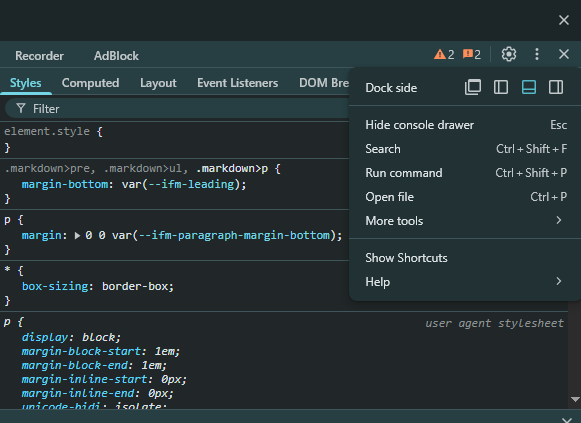 Recorder AdBlock 2 2
Styles Computed Layout Event Listeners DOM Bre
Filter
element.style {
}
.markdown>pre, .markdown>ul, .markdown>p {
margin-bottom: var(--ifm-leading);
}
p {
margin: 0 0 var(--ifm-paragraph-margin-bottom);
}
* {
box-sizing: border-box;
}
p { user agent stylesheet
display: block;
margin-block-start: 1em;
margin-block-end: 1em;
margin-inline-start: 0px;
margin-inline-end: 0px;
unicode-bidi: isolate;
Dock side
Hide console drawer Esc
Search Ctrl + Shift + F
Run command Ctrl + Shift + P
Open file Ctrl + P
More tools
Show Shortcuts
Help